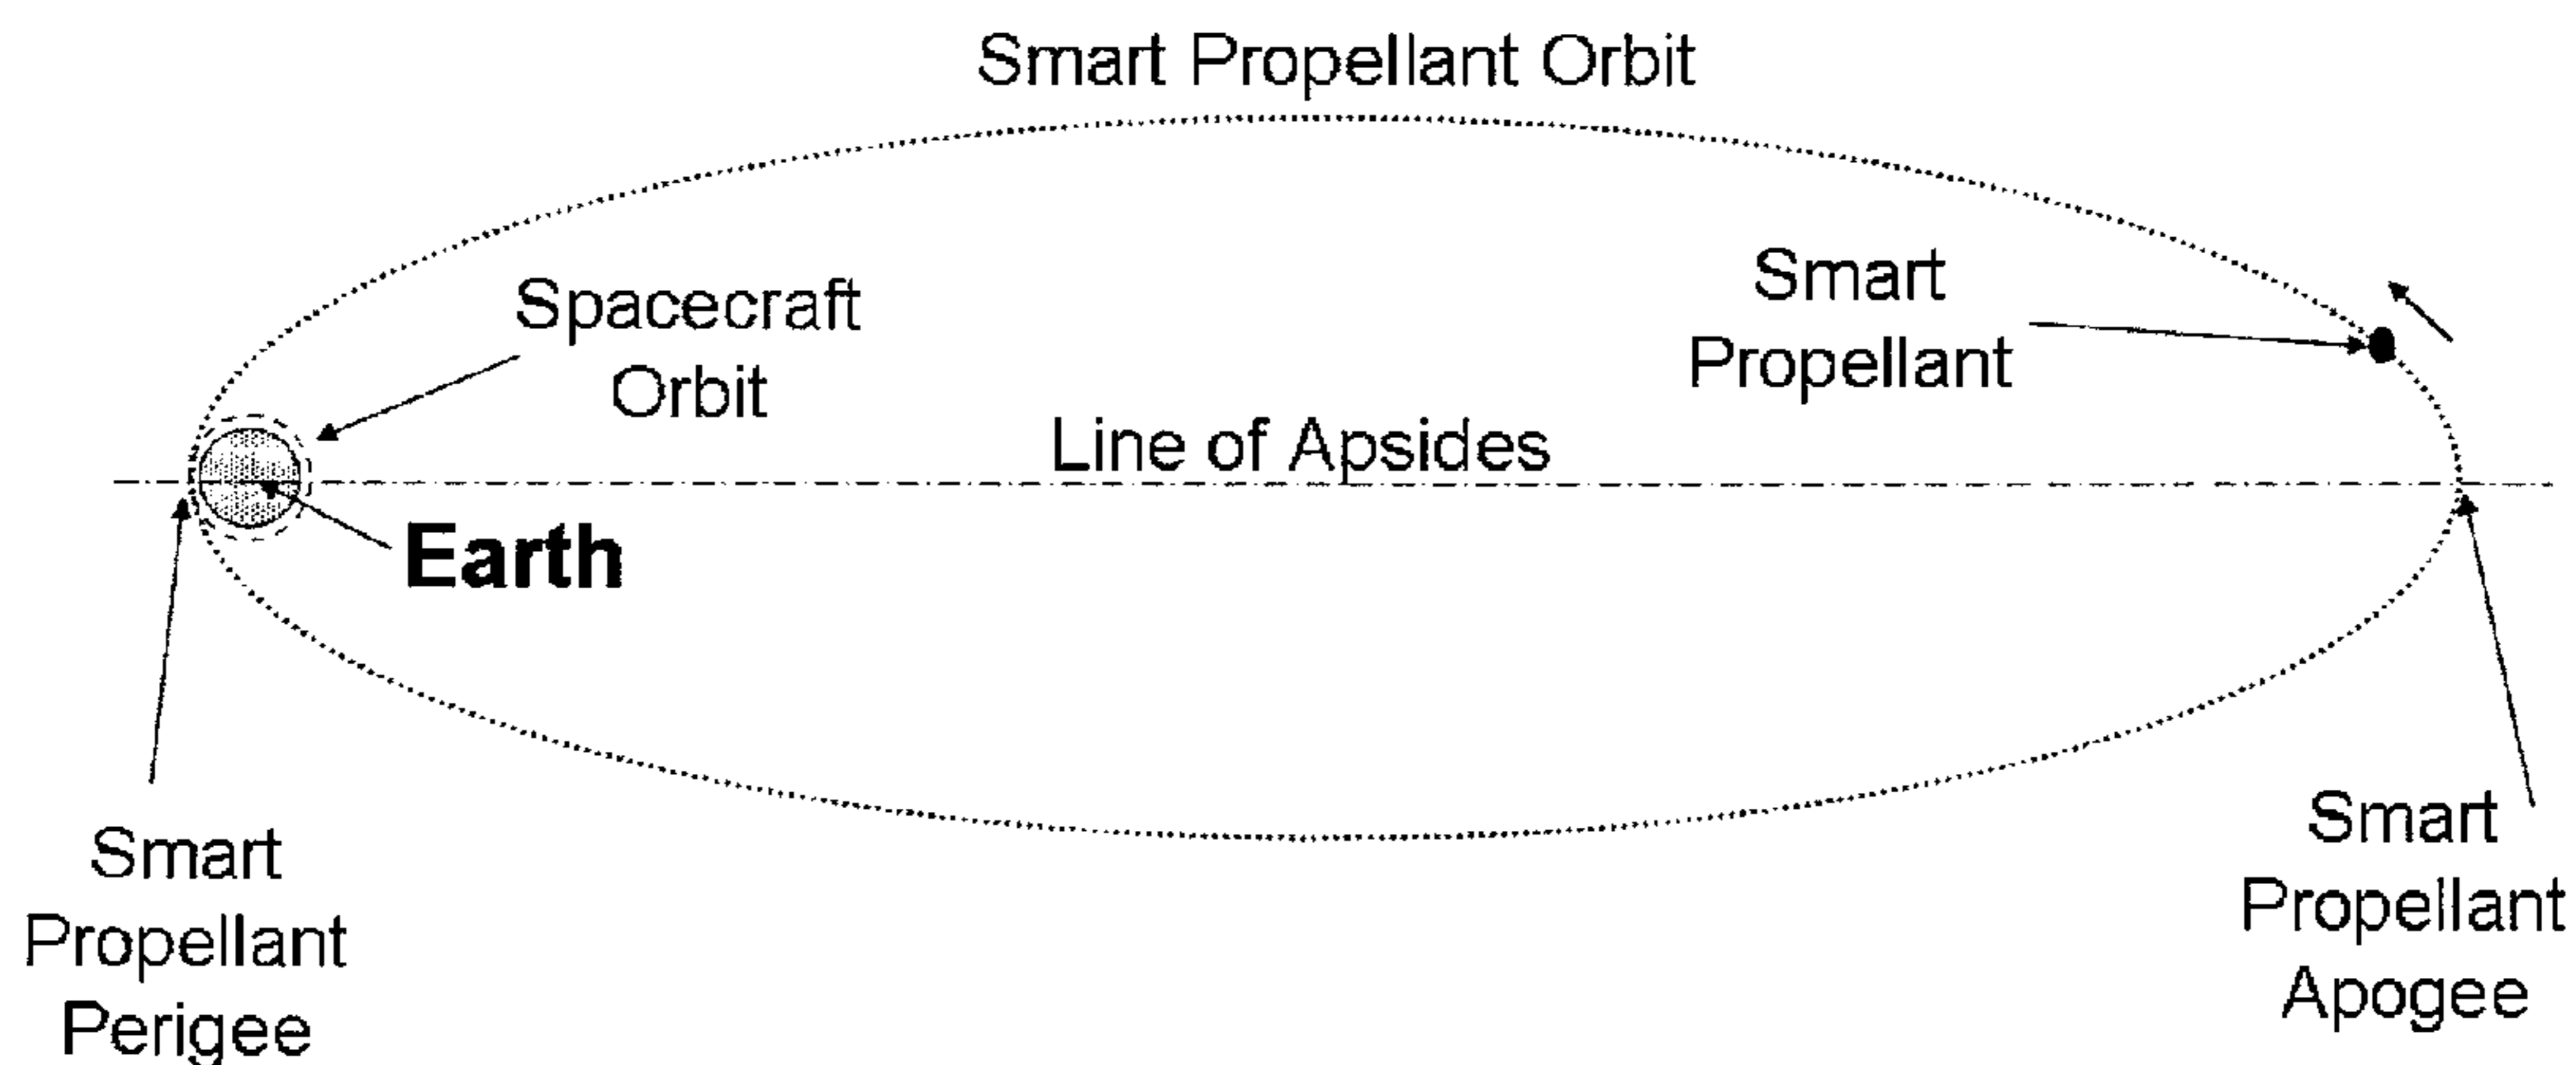 Smart Propellant Orbit
Spacecraft
Orbit
Smart
Propellant
Line of Apsides
Earth
Smart
Propellant
Perigee
Smart
Propellant
Apogee